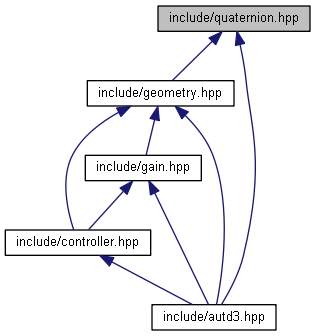 include/quaternion.hpp
include/geometry.hpp
include/gain.hpp
include/controller.hpp
include/autd3.hpp